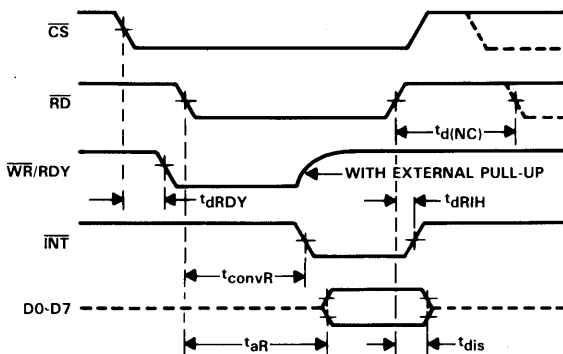 CS
RD
td(NC)
WR/RDY
WITH EXTERNAL PULL-UP
tdRDY
tdRIH
INT
tconvR
D0-D7
taR
tdis